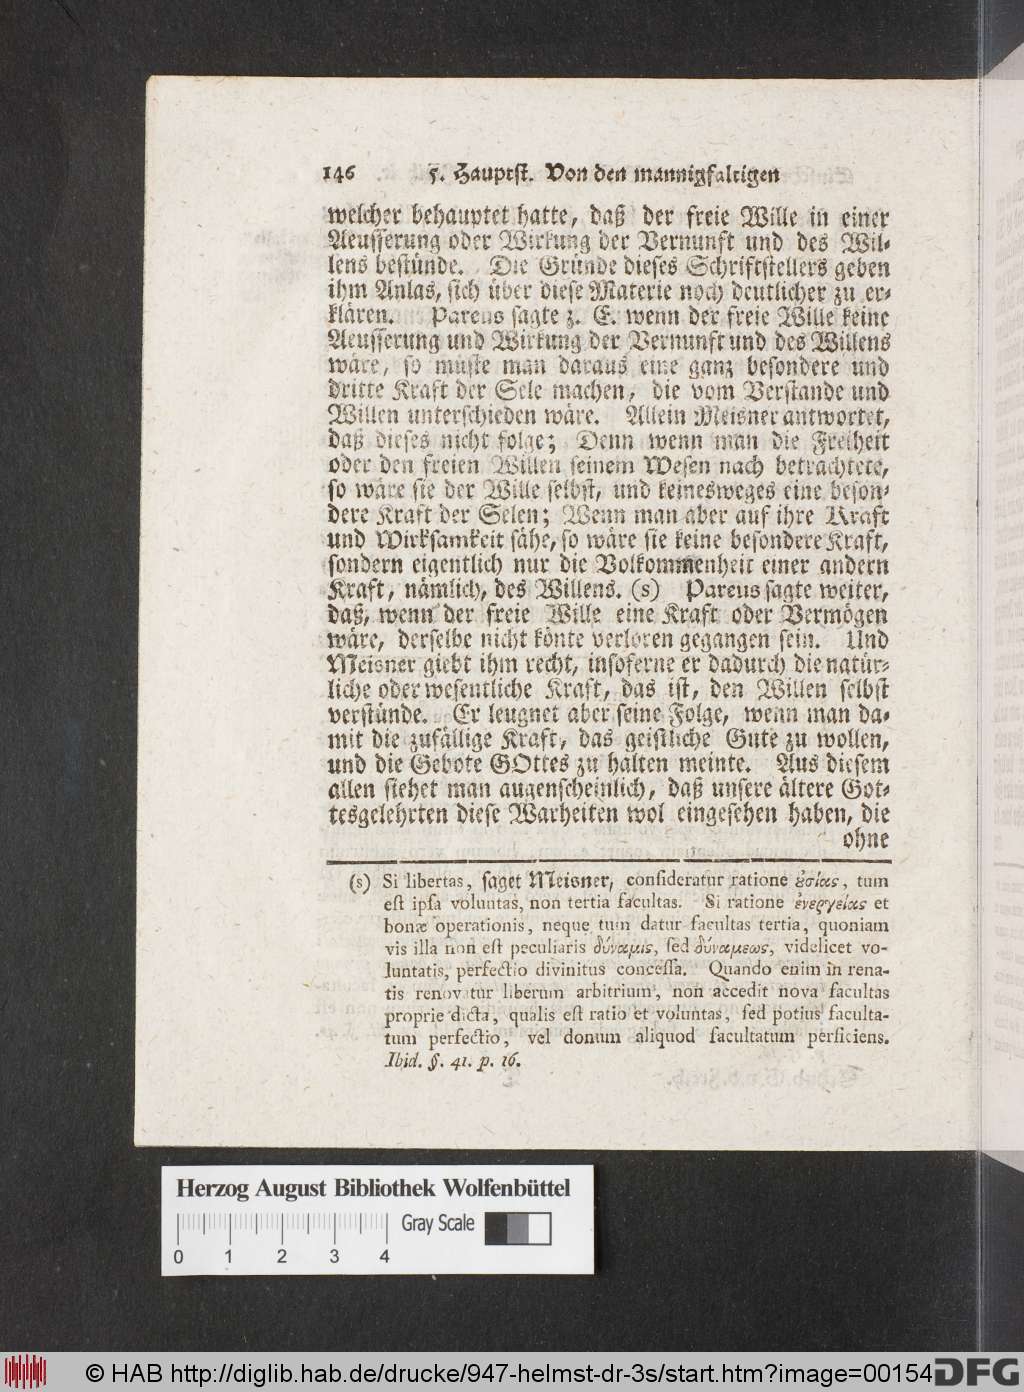 146 5. Hauptst. Von den mannigfaltigen
welcher behauptet hatte, daß der freie Wille in einer
Aeusserung oder Wirkung der Vernunft und des Wil-
lens bestünde. Die Gründe dieses Schriftstellers geben
ihm Anlas, sich über diese Materie noch deutlicher zu er-
klären. Pareus sagte z. E. wenn der freie Wille keine
Aeusserung und Wirkung der Vernunft und des Willens
wäre, so müste man daraus eine ganz besondere und
dritte Kraft der Sele machen, die vom Verstande und
Willen unterschieden wäre. Allein Meisner antwortet,
daß dieses nicht folge; Denn wenn man die Freiheit
oder den freien Willen seinem Wesen nach betrachtete,
so wäre sie der Wille selbst, und keinesweges eine beson-
dere Kraft der Selen; Wenn man aber auf ihre Kraft
und Wirksamkeit sähe, so wäre sie keine besondere Kraft,
sondern eigentlich nur die Volkommenheit einer andern
Kraft, nämlich, des Willens. (s) Pareus sagte weiter,
daß, wenn der freie Wille eine Kraft oder Vermögen
wäre, derselbe nicht könte verloren gegangen sein. Und
Meisner giebt ihm recht, insoferne er dadurch die natür-
liche oder wesentliche Kraft, das ist, den Willen selbst
verstünde. Er leugnet aber seine Folge, wenn man da-
mit die zufällige Kraft, das geistliche Gute zu wollen,
und die Gebote GOttes zu halten meinte. Aus diesem
allen siehet man augenscheinlich, daß unsere ältere Got-
tesgelehrten diese Warheiten wol eingesehen haben, die
ohne
(s) Si libertas, saget Meisner, consideratur ratione ȣ̓σίας, tum
est ipsa voluntas, non tertia facultas. Si ratione ἐνεργείας et
bonæ operationis, neque tum datur facultas tertia, quoniam
vis illa non est peculiaris δύναμις, sed δύναμεως, videlicet vo-
luntatis, perfectio divinitus concessa. Quando enim in rena-
tis renovatur liberum arbitrium, non accedit nova facultas
proprie dicta, qualis est ratio et voluntas, sed potius faculta-
tum perfectio, vel donum aliquod facultatum perficiens.
Ibid. §. 41. p. 16.
Herzog August Bibliothek Wolfenbüttel
Gray Scale
0 1 2 3 4
© HAB http://diglib.hab.de/drucke/947-helmst-dr-3s/start.htm?image=00154
DFG